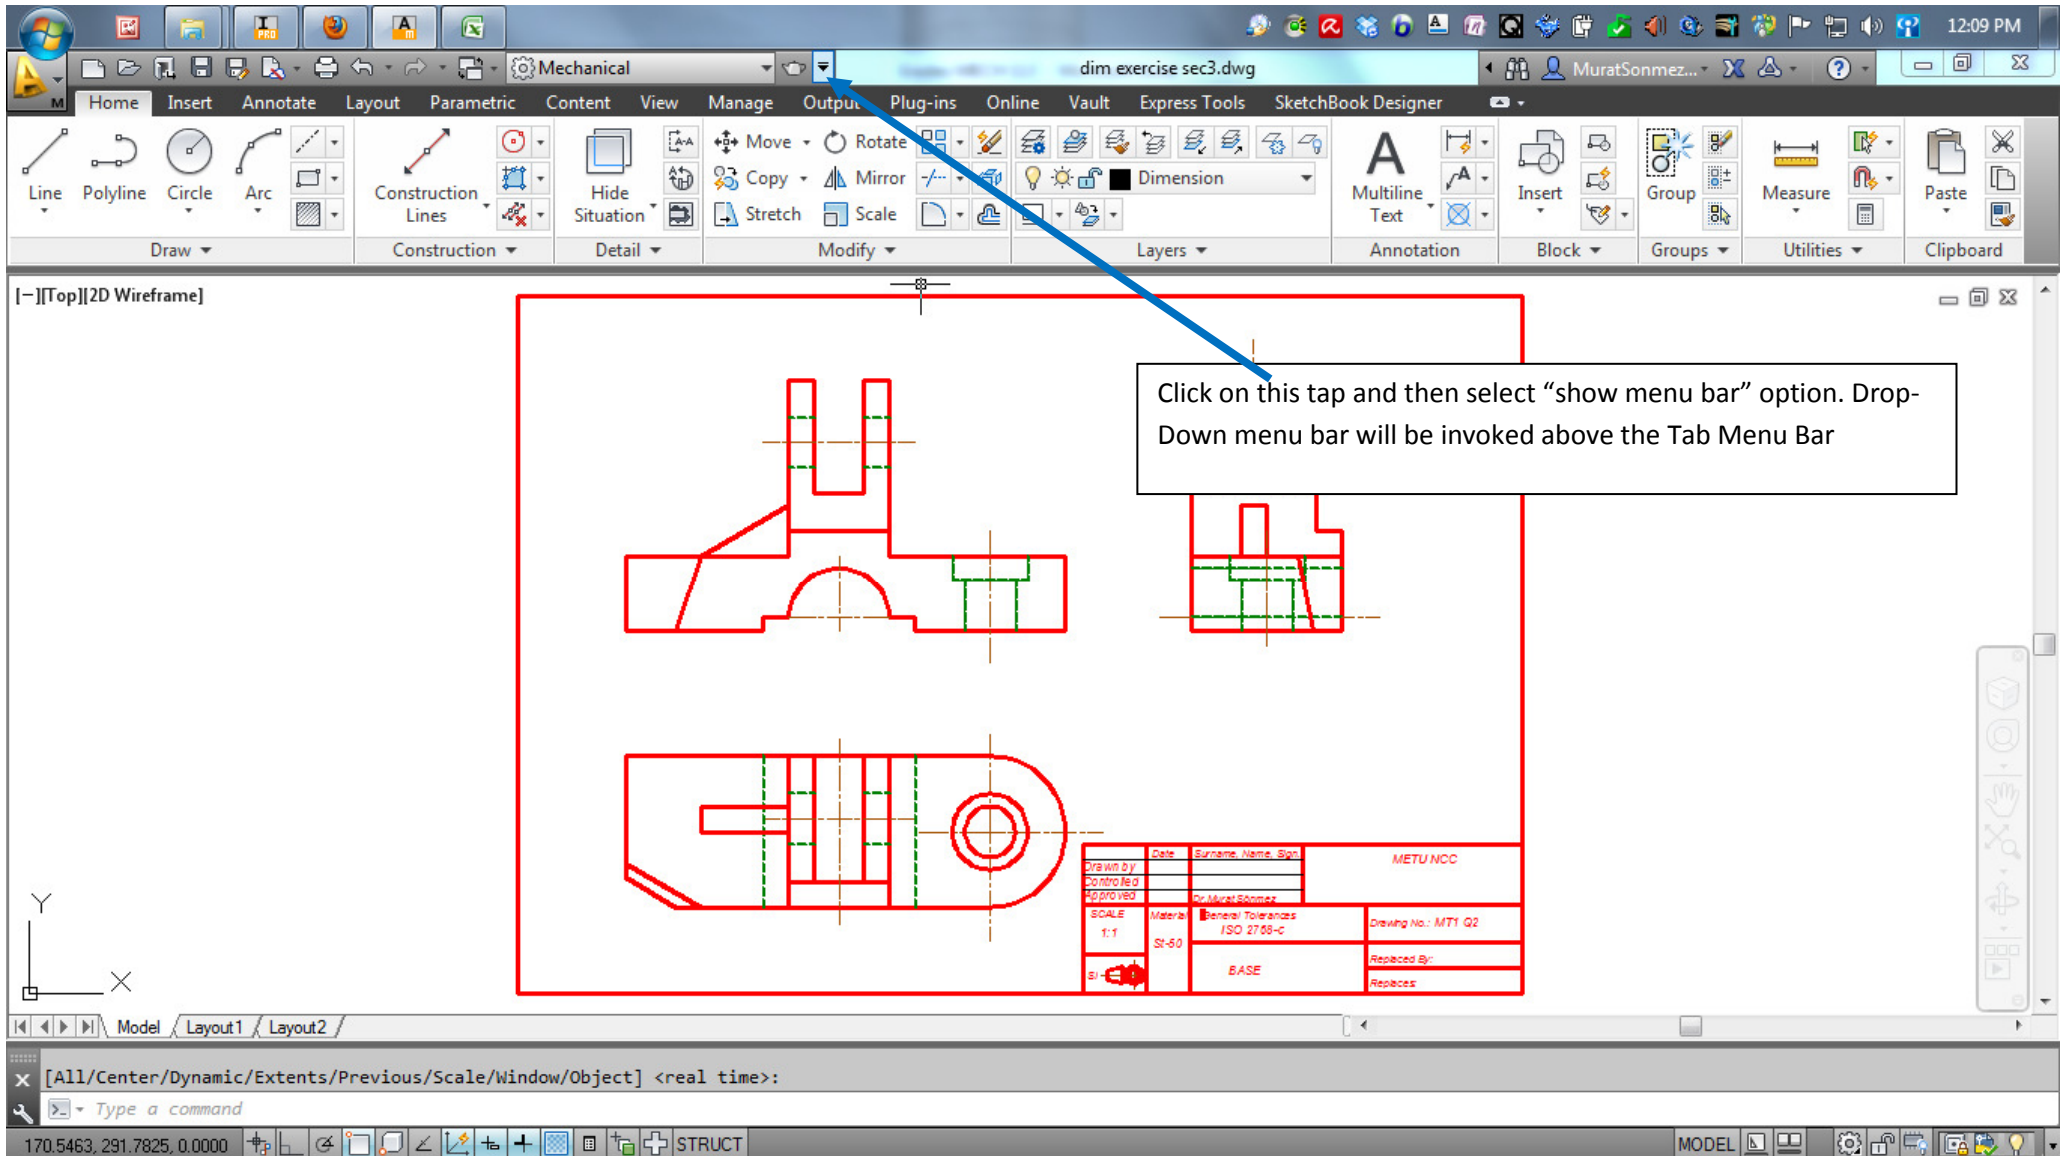 12:09 PM
Mechanical
dim exercise sec3.dwg
MuratSonmez...
M
Home Insert Annotate Layout Parametric Content View Manage Output Plug-ins Online Vault Express Tools SketchBook Designer
Line Polyline Circle Arc
Draw
Construction
Lines
Construction
Hide
Situation
Detail
Move Rotate
Copy Mirror
Stretch Scale
Modify
Dimension
Layers
A
Multiline
Text
Annotation
Insert
Block
Group
Groups
Measure
Utilities
Paste
Clipboard
[−][Top][2D Wireframe]
Click on this tap and then select “show menu bar” option. Drop-
Down menu bar will be invoked above the Tab Menu Bar
Date Surname, Name, Sign.
METU NCC
Drawn by
Controlled
Approved Dr.Murat Sönmez
SCALE Material General Tolerances
1:1 St-50 ISO 2768-c
Drawing No.: MT1 Q2
BASE
Replaced By:
Replaces:
SI
Y
X
Model Layout1 Layout2
[All/Center/Dynamic/Extents/Previous/Scale/Window/Object] <real time>:
Type a command
170.5463, 291.7825, 0.0000 STRUCT MODEL